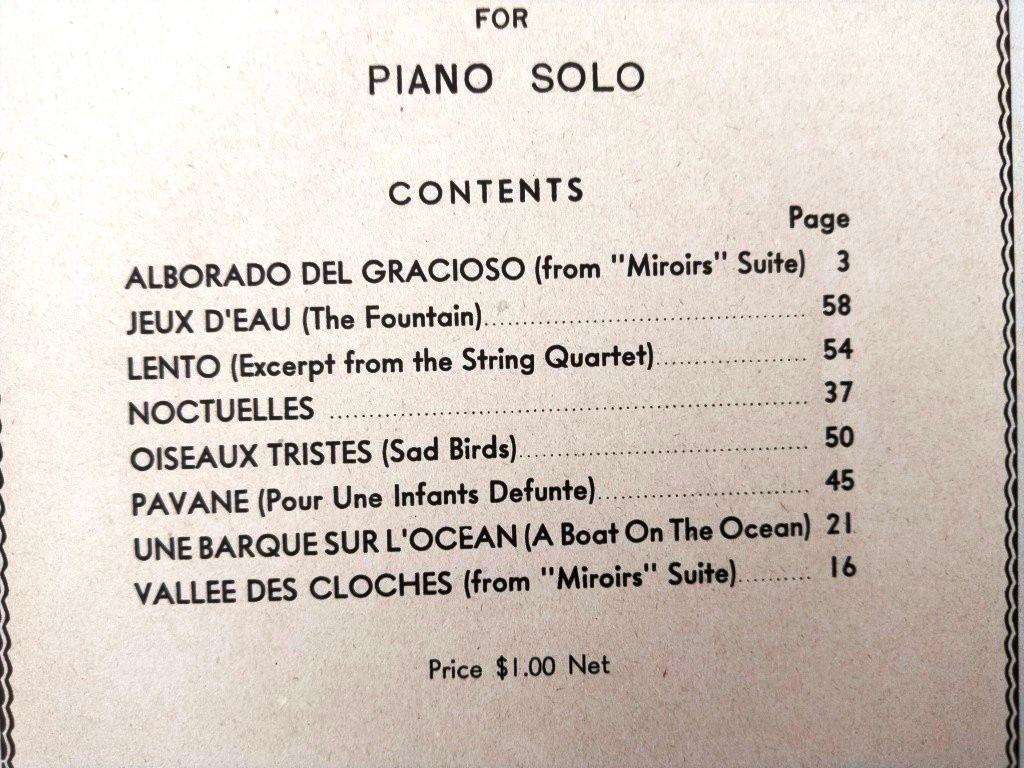 FOR
PIANO SOLO
CONTENTS
Page
ALBORADO DEL GRACIOSO (from "Miroirs" Suite) 3
JEUX D'EAU (The Fountain) 58
LENTO (Excerpt from the String Quartet) 54
NOCTUELLES 37
OISEAUX TRISTES (Sad Birds) 50
PAVANE (Pour Une Infants Defunte) 45
UNE BARQUE SUR L'OCEAN (A Boat On The Ocean) 21
VALLEE DES CLOCHES (from "Miroirs" Suite) 16
Price $1.00 Net